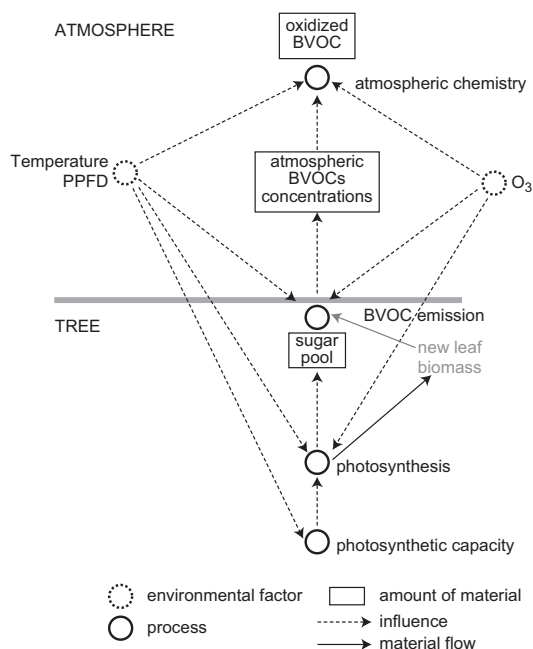 ATMOSPHERE
oxidized
BVOC
atmospheric chemistry
Temperature
PPFD
atmospheric
BVOCs
concentrations
O₃
TREE
BVOC emission
sugar
pool
new leaf
biomass
photosynthesis
photosynthetic capacity
environmental factor
amount of material
process
influence
material flow